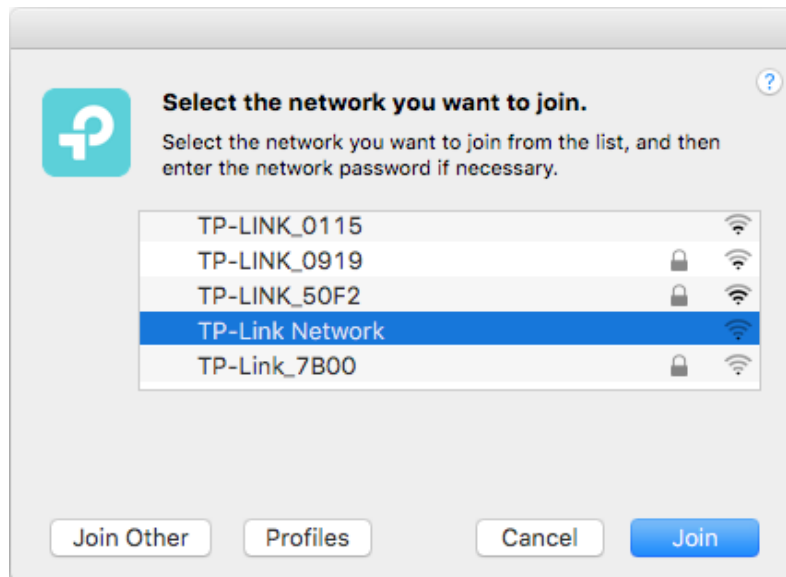 ?
Select the network you want to join.
Select the network you want to join from the list, and then
enter the network password if necessary.
TP-LINK_0115
TP-LINK_0919
TP-LINK_50F2
TP-Link Network
TP-Link_7B00
Join Other Profiles Cancel Join